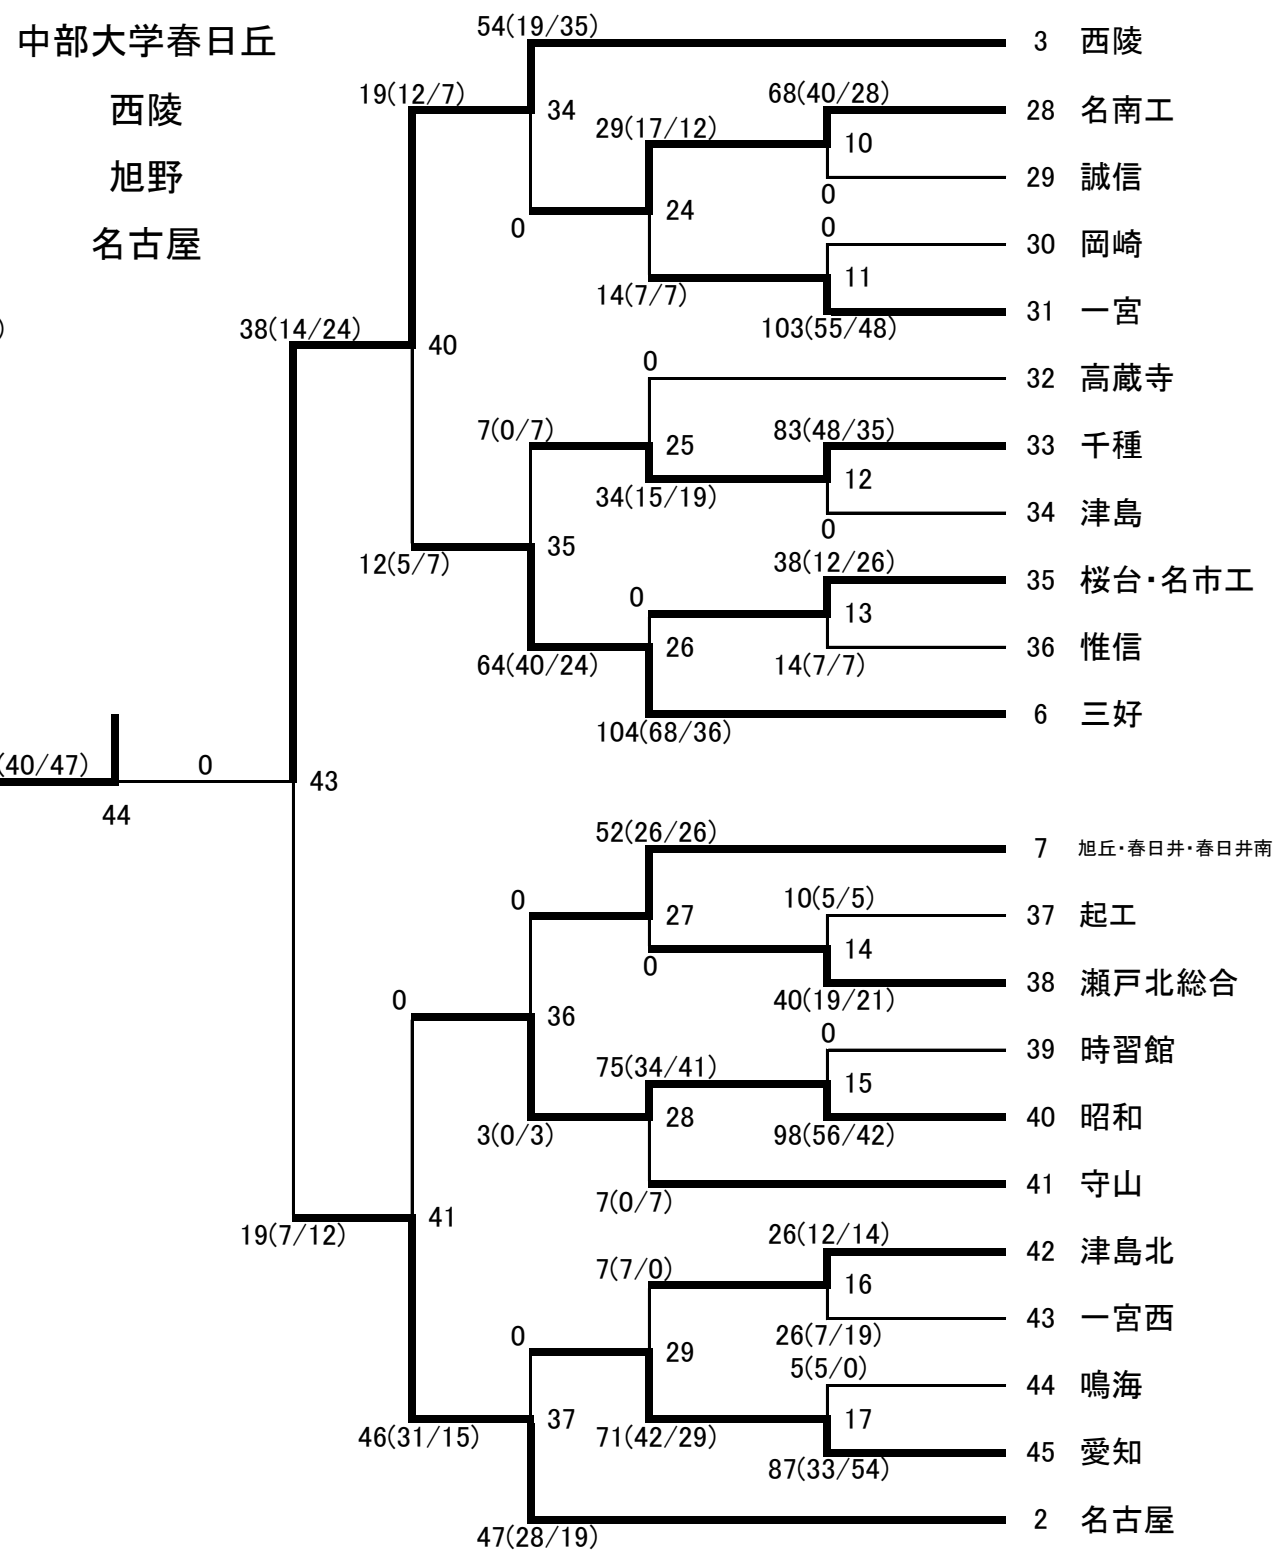 中部大学春日丘
西陵
旭野
名古屋
54(19/35)
3 西陵
19(12/7)
68(40/28)
34
28 名南工
29(17/12)
10
29 誠信
0
24
0
0
30 岡崎
11
14(7/7)
31 一宮
)
38(14/24)
103(55/48)
40
0
32 高蔵寺
7(0/7)
83(48/35)
25
33 千種
12
34(15/19)
34 津島
0
35
12(5/7)
38(12/26)
35 桜台・名市工
0
13
26
36 惟信
64(40/24)
14(7/7)
6 三好
104(68/36)
(40/47)
0
43
44
52(26/26)
7 旭丘・春日井・春日井南
10(5/5)
0
27
37 起工
14
0
38 瀬戸北総合
0
40(19/21)
36
0
39 時習館
75(34/41)
15
28
40 昭和
3(0/3)
98(56/42)
41 守山
7(0/7)
41
19(7/12)
26(12/14)
42 津島北
7(7/0)
16
43 一宮西
0
26(7/19)
29
5(5/0)
44 鳴海
37
17
46(31/15)
71(42/29)
45 愛知
87(33/54)
2 名古屋
47(28/19)